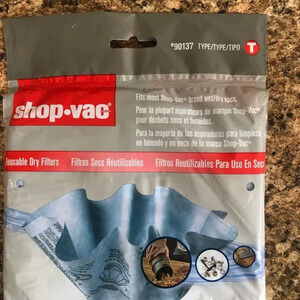 #90137 TYPE/TYPE/TIPO T
shop·vac®
Fits most Shop-Vac® brand wet/dry vacs.
Pour la plupart aspirateurs de marque Shop-Vac®
pour déchets secs et humides.
Para la mayoría de las aspiradoras para limpieza
en húmedo y en seco de la marca Shop-Vac®
Reusable Dry Filters
Filtres Secs Réutilisables
Filtros Reutilizables Para Uso En Seco